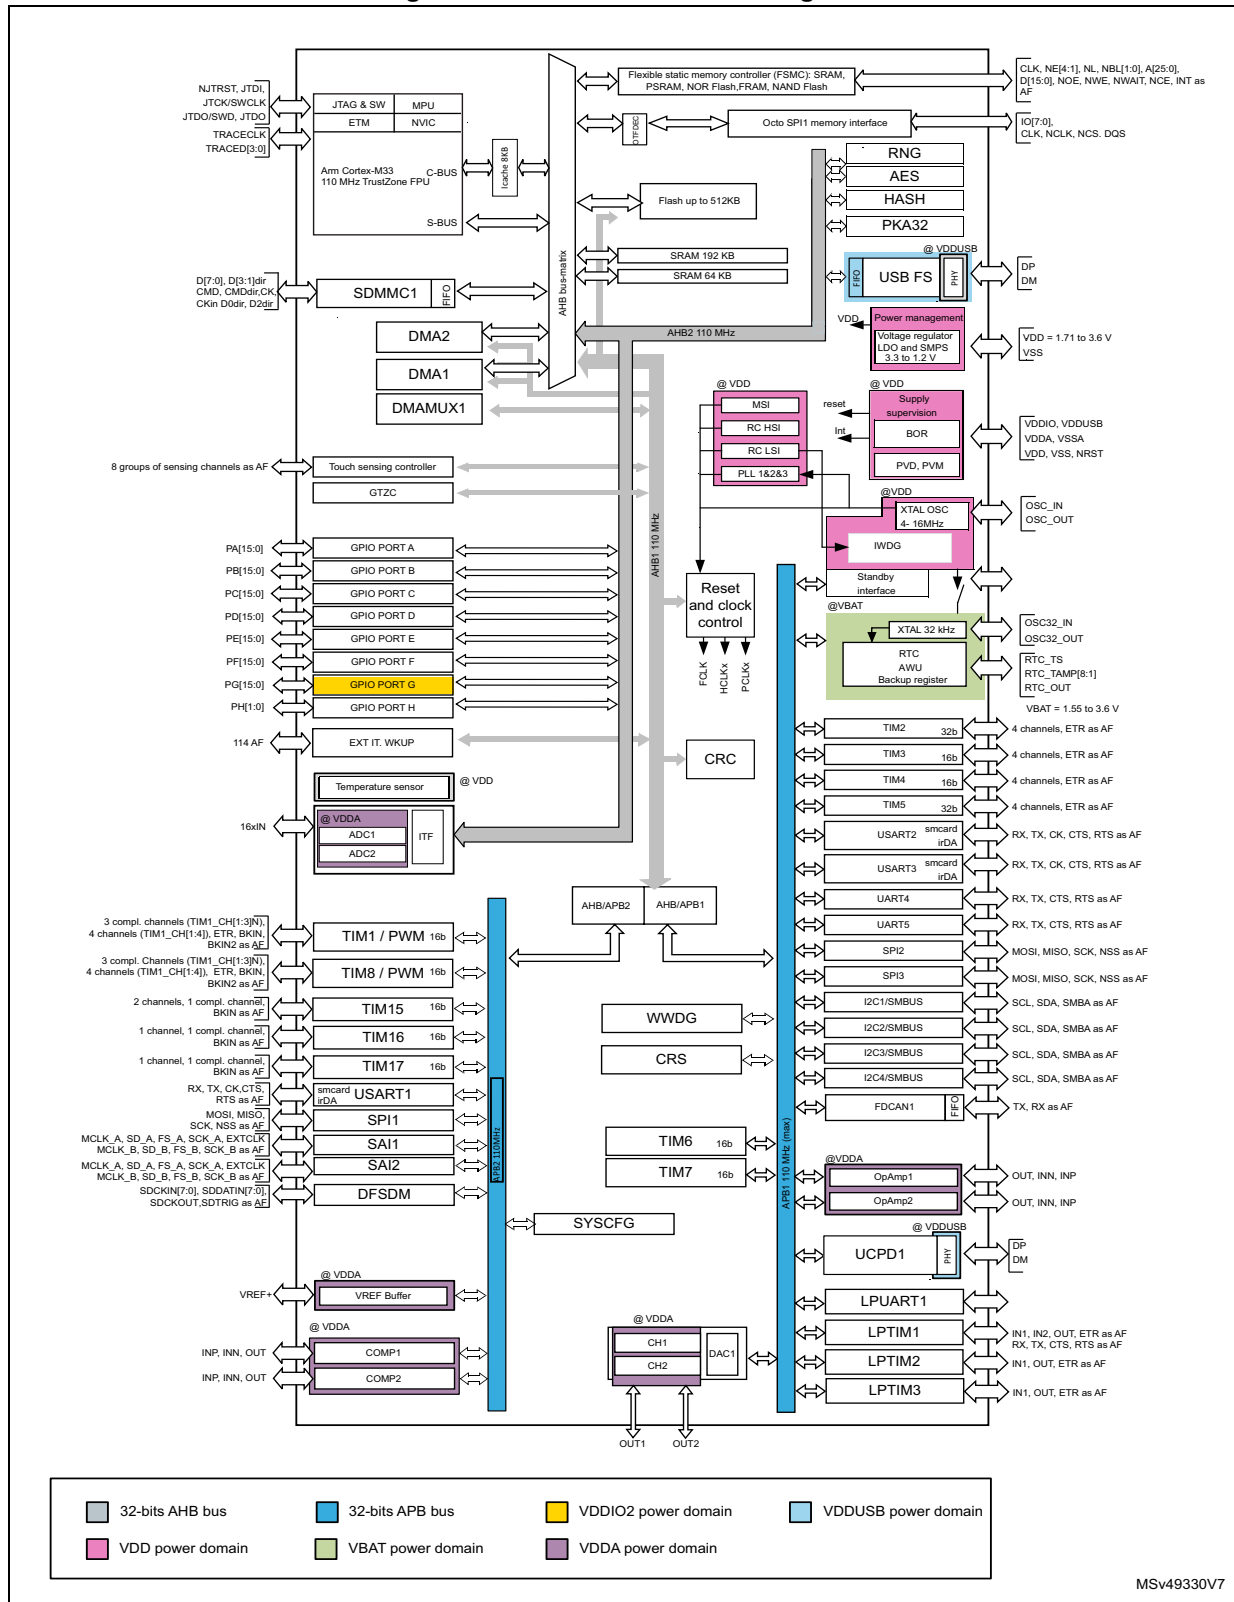 NJTRST, JTDI,
JTCK/SWCLK
JTDO/SWD, JTDO
TRACECLK
TRACED[3:0]
JTAG & SW
MPU
ETM
NVIC
Arm Cortex-M33
110 MHz TrustZone FPU
C-BUS
S-BUS
Icache 8KB
AHB bus-matrix
Flexible static memory controller (FSMC): SRAM,
PSRAM, NOR Flash,FRAM, NAND Flash
CLK, NE[4:1], NL, NBL[1:0], A[25:0],
D[15:0], NOE, NWE, NWAIT, NCE, INT as
AF
OTFDEC
Octo SPI1 memory interface
IO[7:0],
CLK, NCLK, NCS. DQS
RNG
AES
HASH
PKA32
Flash up to 512KB
SRAM 192 KB
SRAM 64 KB
@ VDDUSB
FIFO
USB FS
PHY
DP
DM
D[7:0], D[3:1]dir
CMD, CMDdir,CK,
CKin D0dir, D2dir
SDMMC1
FIFO
AHB2 110 MHz
DMA2
DMA1
DMAMUX1
VDD
Power management
Voltage regulator
LDO and SMPS
3.3 to 1.2 V
VDD = 1.71 to 3.6 V
VSS
@ VDD
MSI
RC HSI
RC LSI
PLL 1&2&3
@ VDD
reset
Int
Supply
supervision
BOR
PVD, PVM
VDDIO, VDDUSB
VDDA, VSSA
VDD, VSS, NRST
8 groups of sensing channels as AF
Touch sensing controller
GTZC
@VDD
XTAL OSC
4- 16MHz
IWDG
OSC_IN
OSC_OUT
Standby
interface
AHB1 110 MHz
PA[15:0]
GPIO PORT A
PB[15:0]
GPIO PORT B
PC[15:0]
GPIO PORT C
PD[15:0]
GPIO PORT D
PE[15:0]
GPIO PORT E
PF[15:0]
GPIO PORT F
PG[15:0]
GPIO PORT G
PH[1:0]
GPIO PORT H
114 AF
EXT IT. WKUP
Reset
and clock
control
FCLK
HCLKx
PCLKx
@VBAT
XTAL 32 kHz
RTC
AWU
Backup register
OSC32_IN
OSC32_OUT
RTC_TS
RTC_TAMP[8:1]
RTC_OUT
VBAT = 1.55 to 3.6 V
CRC
Temperature sensor
@ VDD
16xIN
@ VDDA
ADC1
ADC2
ITF
AHB/APB2
AHB/APB1
TIM2 32b
4 channels, ETR as AF
TIM3 16b
4 channels, ETR as AF
TIM4 16b
4 channels, ETR as AF
TIM5 32b
4 channels, ETR as AF
USART2 smcard
irDA
RX, TX, CK, CTS, RTS as AF
USART3 smcard
irDA
RX, TX, CK, CTS, RTS as AF
UART4
RX, TX, CTS, RTS as AF
UART5
RX, TX, CTS, RTS as AF
SPI2
MOSI, MISO, SCK, NSS as AF
SPI3
MOSI, MISO, SCK, NSS as AF
I2C1/SMBUS
SCL, SDA, SMBA as AF
I2C2/SMBUS
SCL, SDA, SMBA as AF
I2C3/SMBUS
SCL, SDA, SMBA as AF
I2C4/SMBUS
SCL, SDA, SMBA as AF
FDCAN1
FIFO
TX, RX as AF
3 compl. channels (TIM1_CH[1:3]N),
4 channels (TIM1_CH[1:4]), ETR, BKIN,
BKIN2 as AF
TIM1 / PWM 16b
3 compl. Channels (TIM1_CH[1:3]N),
4 channels (TIM1_CH[1:4]), ETR, BKIN,
BKIN2 as AF
TIM8 / PWM 16b
2 channels, 1 compl. channel,
BKIN as AF
TIM15 16b
1 channel, 1 compl. channel,
BKIN as AF
TIM16 16b
1 channel, 1 compl. channel,
BKIN as AF
TIM17 16b
RX, TX, CK,CTS,
RTS as AF
smcard
irDA
USART1
MOSI, MISO,
SCK, NSS as AF
SPI1
MCLK_A, SD_A, FS_A, SCK_A, EXTCLK
MCLK_B, SD_B, FS_B, SCK_B as AF
SAI1
MCLK_A, SD_A, FS_A, SCK_A, EXTCLK
MCLK_B, SD_B, FS_B, SCK_B as AF
SAI2
SDCKIN[7:0], SDDATIN[7:0],
SDCKOUT,SDTRIG as AF
DFSDM
APB2 110MHz
SYSCFG
WWDG
CRS
TIM6 16b
TIM7 16b
APB1 110 MHz (max)
@VDDA
OpAmp1
OUT, INN, INP
OpAmp2
OUT, INN, INP
@ VDDUSB
UCPD1
PHY
DP
DM
@ VDDA
VREF+
VREF Buffer
@ VDDA
INP, INN, OUT
COMP1
INP, INN, OUT
COMP2
@ VDDA
CH1
CH2
DAC1
OUT1
OUT2
LPUART1
LPTIM1
IN1, IN2, OUT, ETR as AF
RX, TX, CTS, RTS as AF
LPTIM2
IN1, OUT, ETR as AF
LPTIM3
IN1, OUT, ETR as AF
32-bits AHB bus
32-bits APB bus
VDDIO2 power domain
VDDUSB power domain
VDD power domain
VBAT power domain
VDDA power domain
MSv49330V7